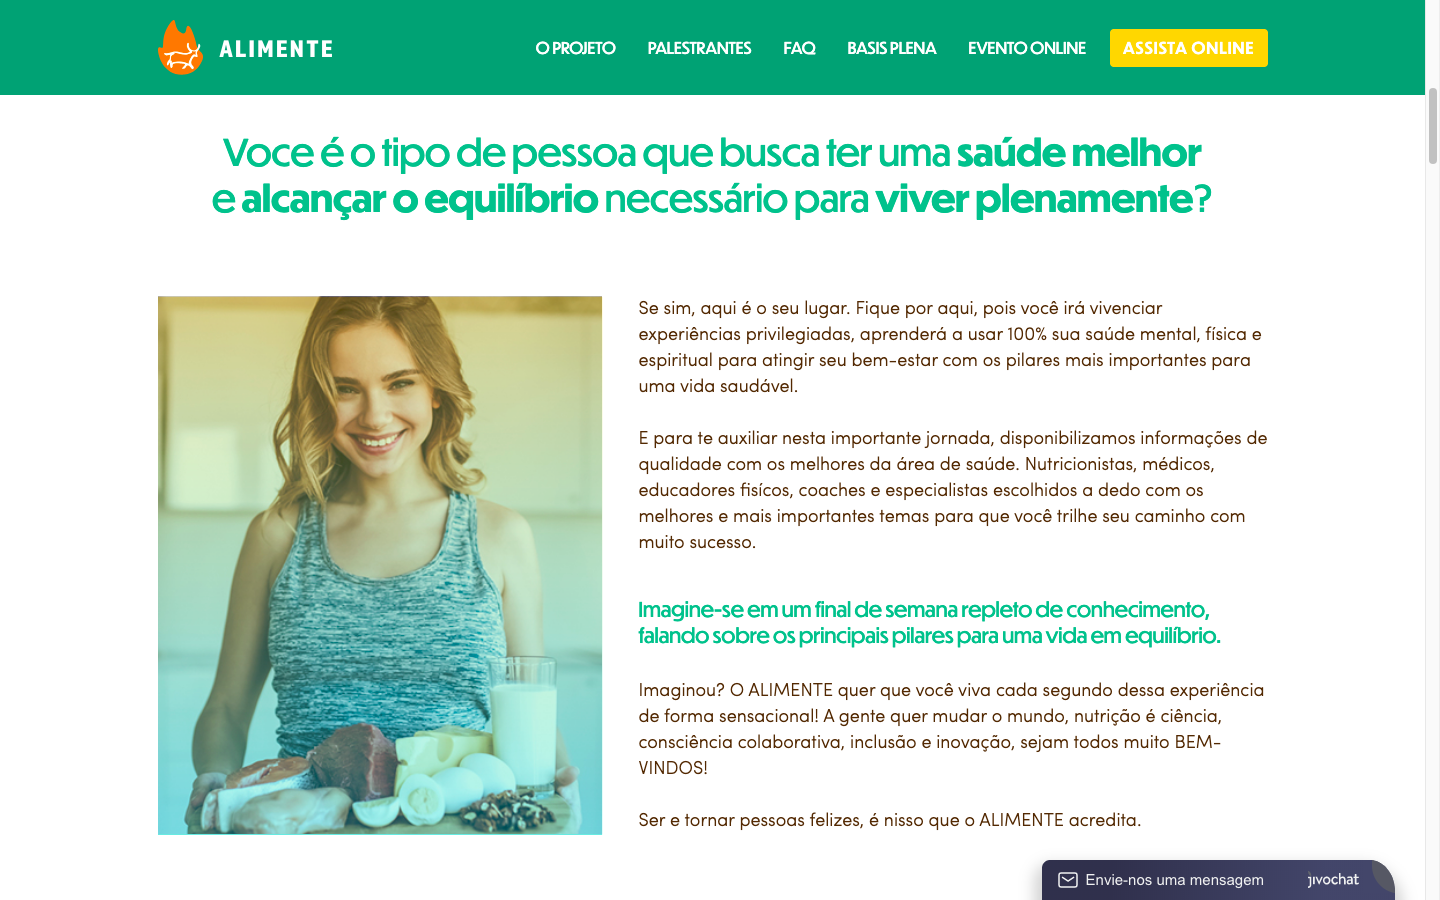 ALIMENTE
O PROJETO
PALESTRANTES
FAQ
BASIS PLENA
EVENTO ONLINE
ASSISTA ONLINE
Voce é o tipo de pessoa que busca ter uma saúde melhor
e alcançar o equilíbrio necessário para viver plenamente?
Se sim, aqui é o seu lugar. Fique por aqui, pois você irá vivenciar
experiências privilegiadas, aprenderá a usar 100% sua saúde mental, física e
espiritual para atingir seu bem-estar com os pilares mais importantes para
uma vida saudável.
E para te auxiliar nesta importante jornada, disponibilizamos informações de
qualidade com os melhores da área de saúde. Nutricionistas, médicos,
educadores fisícos, coaches e especialistas escolhidos a dedo com os
melhores e mais importantes temas para que você trilhe seu caminho com
muito sucesso.
Imagine-se em um final de semana repleto de conhecimento,
falando sobre os principais pilares para uma vida em equilíbrio.
Imaginou? O ALIMENTE quer que você viva cada segundo dessa experiência
de forma sensacional! A gente quer mudar o mundo, nutrição é ciência,
consciência colaborativa, inclusão e inovação, sejam todos muito BEM-
VINDOS!
Ser e tornar pessoas felizes, é nisso que o ALIMENTE acredita.
Envie-nos uma mensagem
jivochat